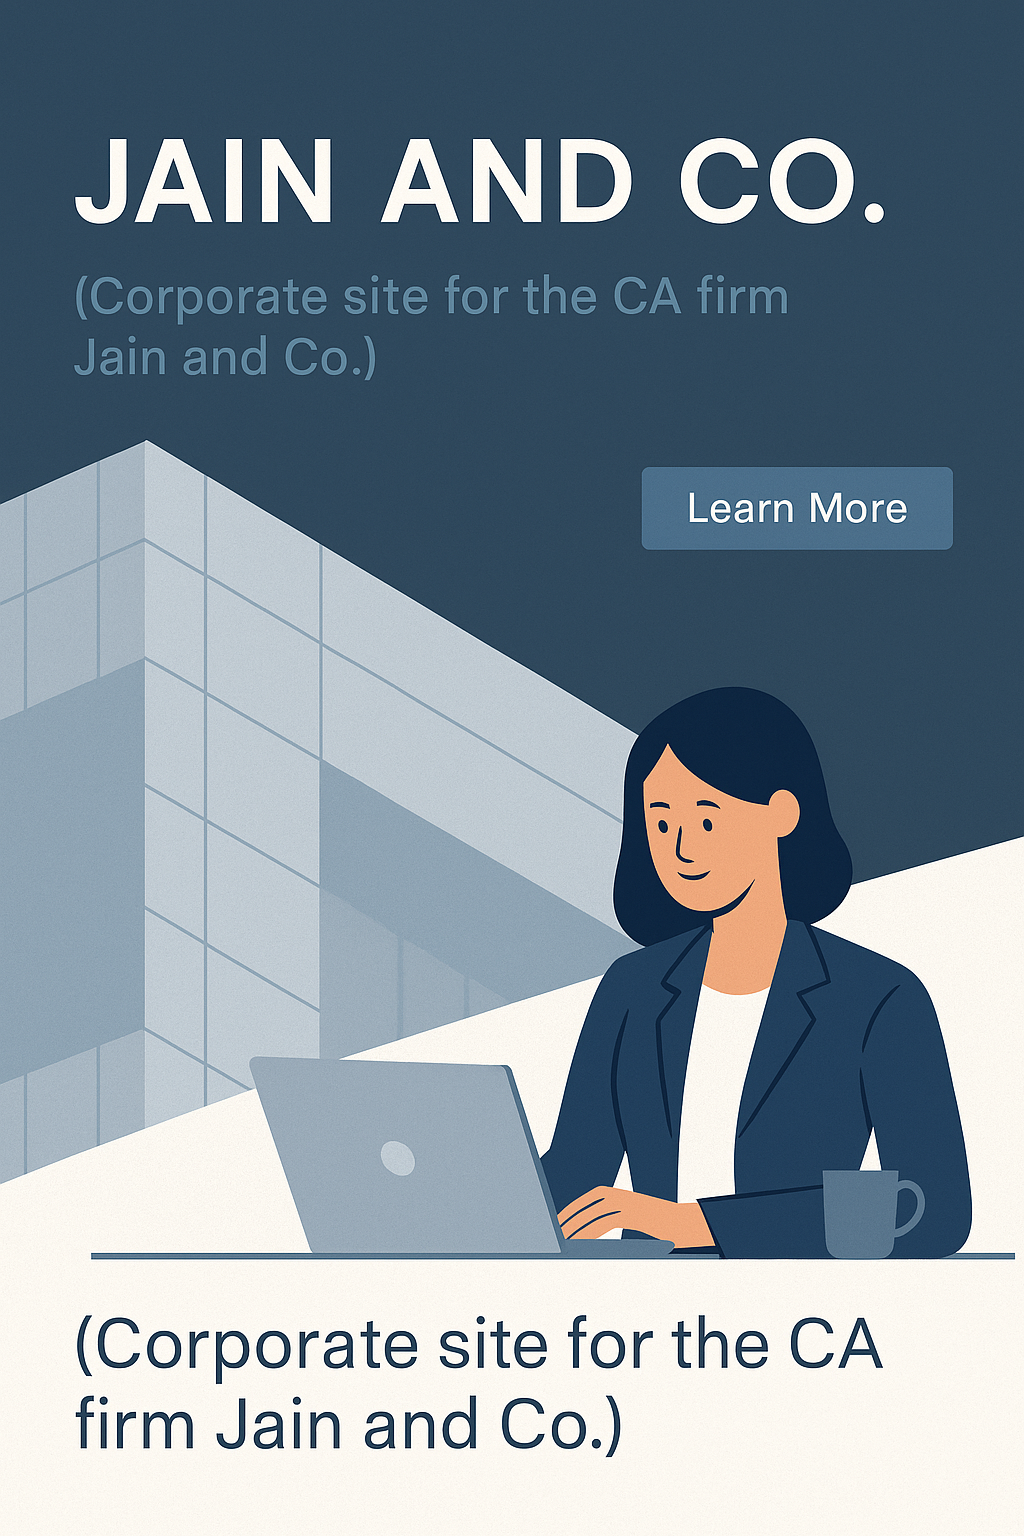 JAIN AND CO.
(Corporate site for the CA firm
Jain and Co.)
Learn More
(Corporate site for the CA
firm Jain and Co.)